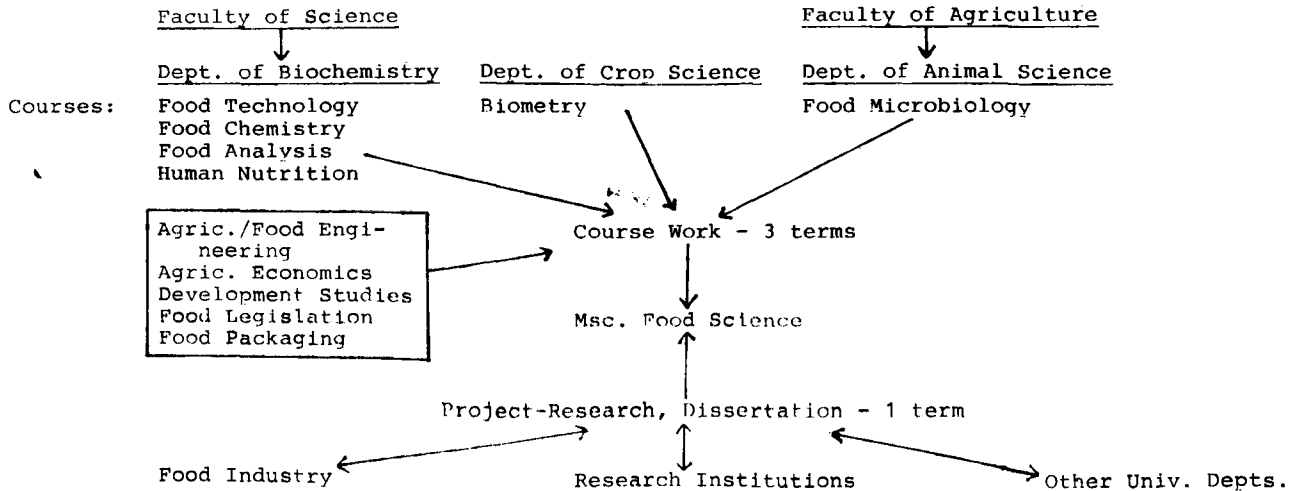 Faculty of Science Faculty of Agriculture
Dept. of Biochemistry Dept. of Crop Science Dept. of Animal Science
Courses: Food Technology Biometry Food Microbiology
Food Chemistry
Food Analysis
Human Nutrition
Agric./Food Engi-
neering
Agric. Economics
Development Studies
Food Legislation
Food Packaging
Course Work - 3 terms
Msc. Food Science
Project-Research, Dissertation - 1 term
Food Industry Research Institutions Other Univ. Depts.